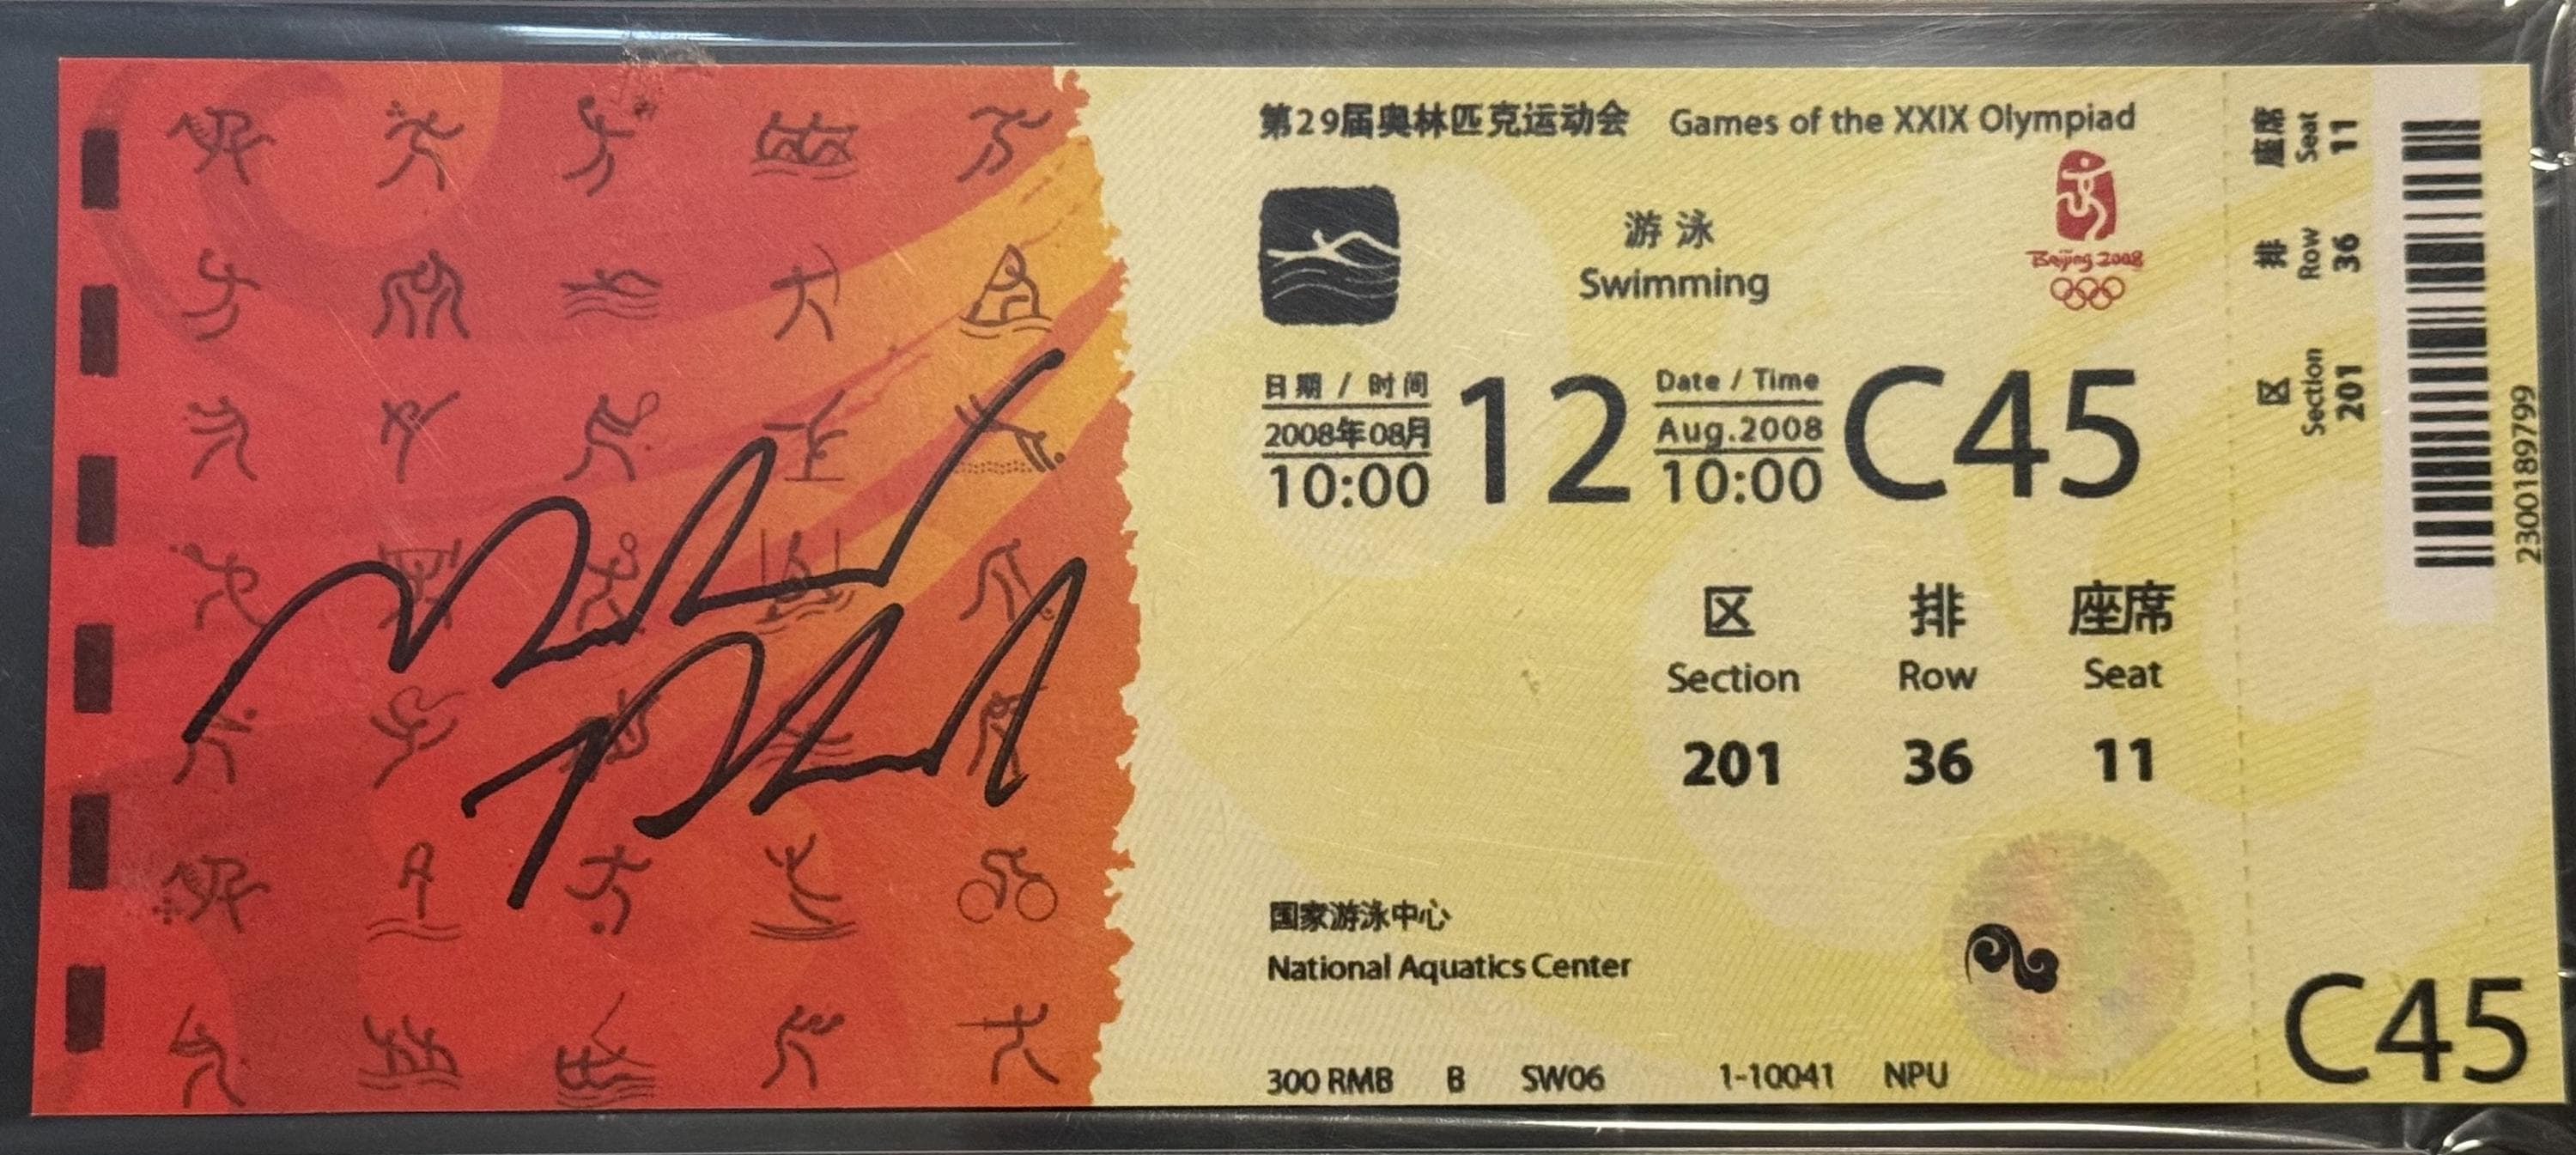 第29届奥林匹克运动会 Games of the XXIX Olympiad
游泳
Swimming
Beijing 2008
日期 / 时间
2008年08月
10:00
12
Date / Time
Aug.2008
10:00
C45
区 排 座席
Section Row Seat
201 36 11
国家游泳中心
National Aquatics Center
300 RMB B SW06 1-10041 NPU
座席 Seat 11
排 Row 36
区 Section 201
2300189799
C45